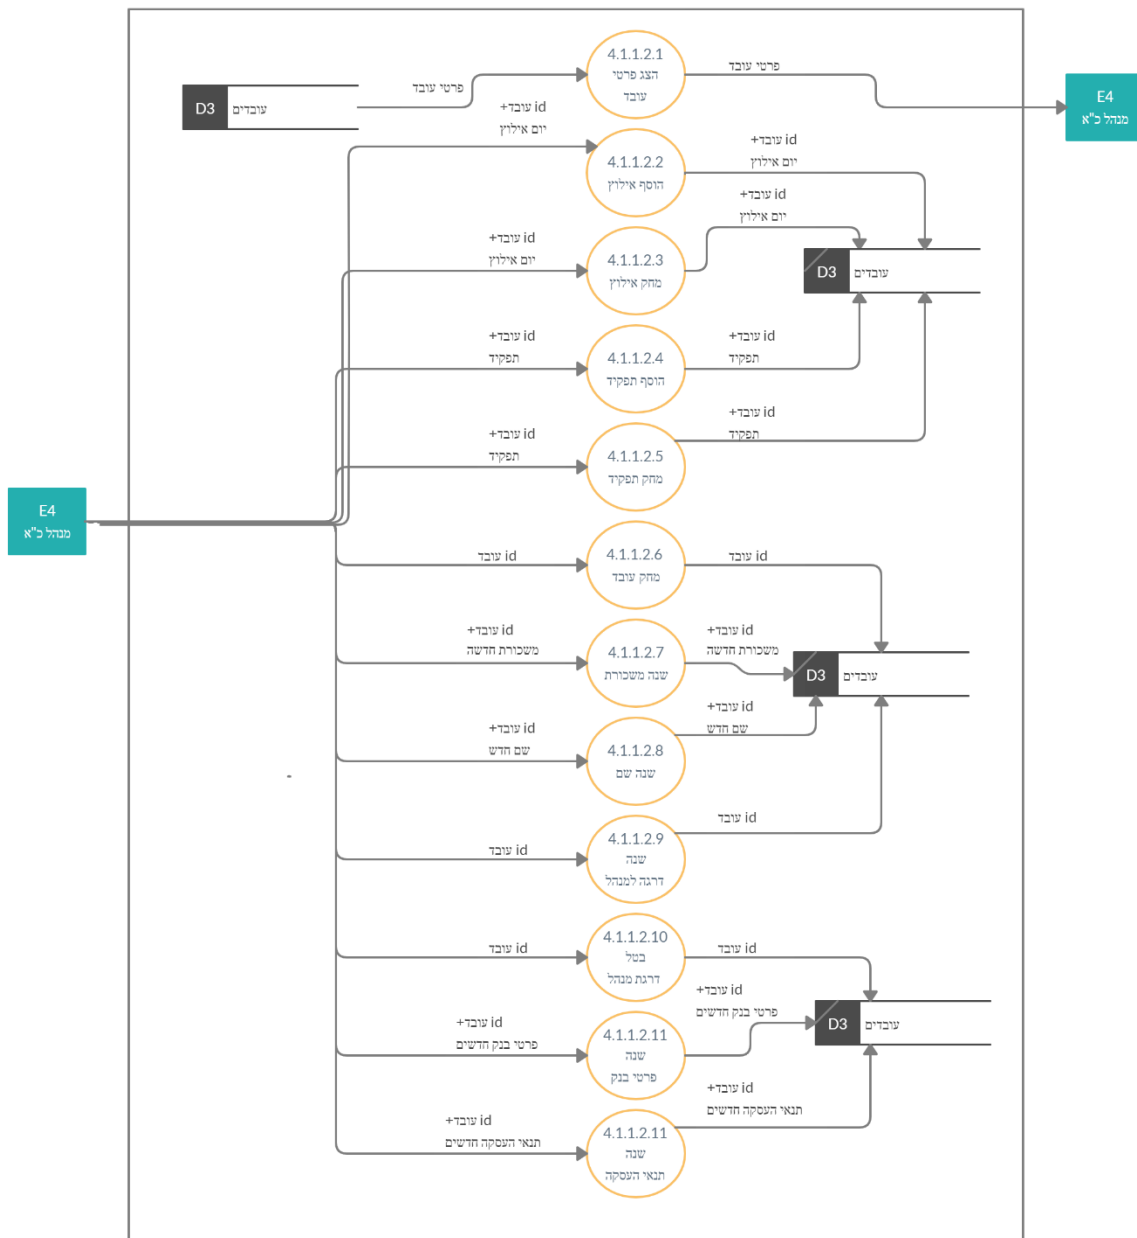 4.1.1.2.1
הצג פרטי
עובד
פרטי עובד
פרטי עובד
D3
עובדים
E4
מנהל כ"א
id עובד+
יום אילוץ
4.1.1.2.2
הוסף אילוץ
id עובד+
יום אילוץ
id עובד+
יום אילוץ
id עובד+
יום אילוץ
4.1.1.2.3
מחק אילוץ
D3
עובדים
id עובד+
תפקיד
4.1.1.2.4
הוסף תפקיד
id עובד+
תפקיד
id עובד+
תפקיד
4.1.1.2.5
מחק תפקיד
id עובד+
תפקיד
E4
מנהל כ"א
id עובד
4.1.1.2.6
מחק עובד
id עובד
id עובד+
משכורת חדשה
4.1.1.2.7
שנה משכורת
id עובד+
משכורת חדשה
D3
עובדים
id עובד+
שם חדש
4.1.1.2.8
שנה שם
id עובד+
שם חדש
id עובד
4.1.1.2.9
שנה
דרגה למנהל
id עובד
id עובד
4.1.1.2.10
בטל
דרגת מנהל
id עובד
id עובד+
פרטי בנק חדשים
4.1.1.2.11
שנה
פרטי בנק
id עובד+
פרטי בנק חדשים
D3
עובדים
id עובד+
תנאי העסקה חדשים
4.1.1.2.11
שנה
תנאי העסקה
id עובד+
תנאי העסקה חדשים